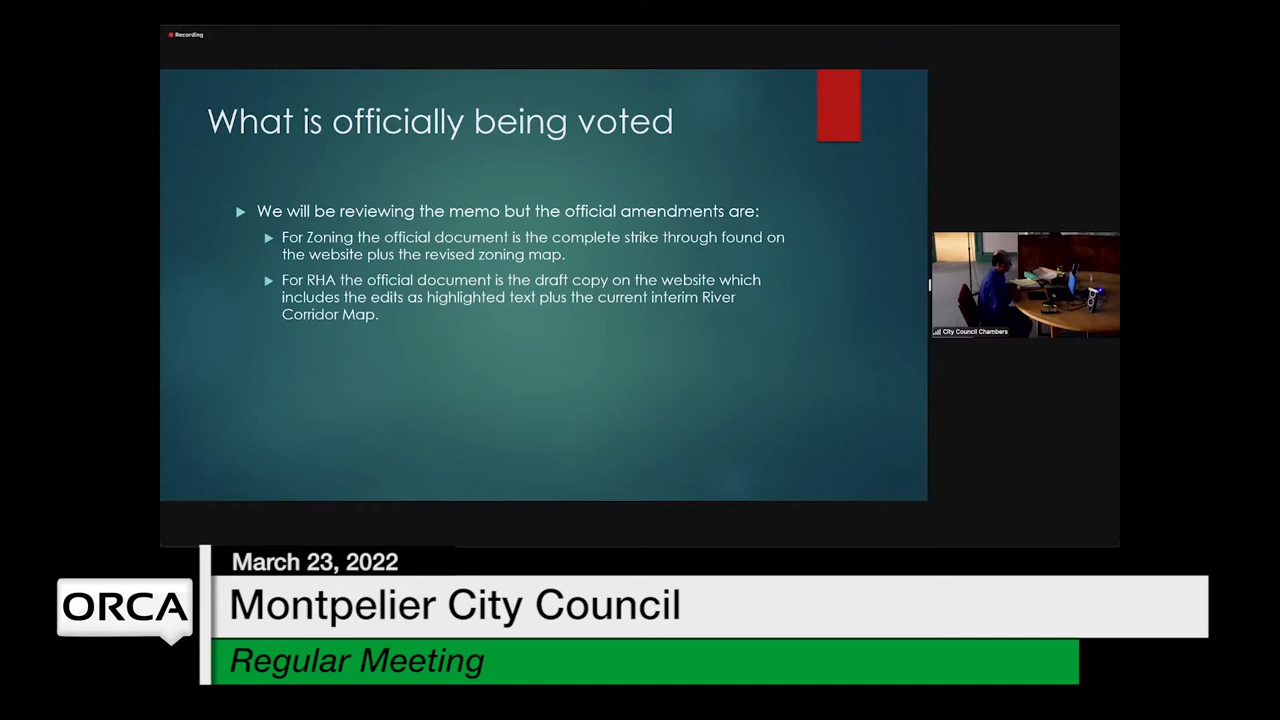 Recording
What is officially being voted
We will be reviewing the memo but the official amendments are:
For Zoning the official document is the complete strike through found on
the website plus the revised zoning map.
For RHA the official document is the draft copy on the website which
includes the edits as highlighted text plus the current interim River
Corridor Map.
City Council Chambers
March 23, 2022
ORCA
Montpelier City Council
Regular Meeting